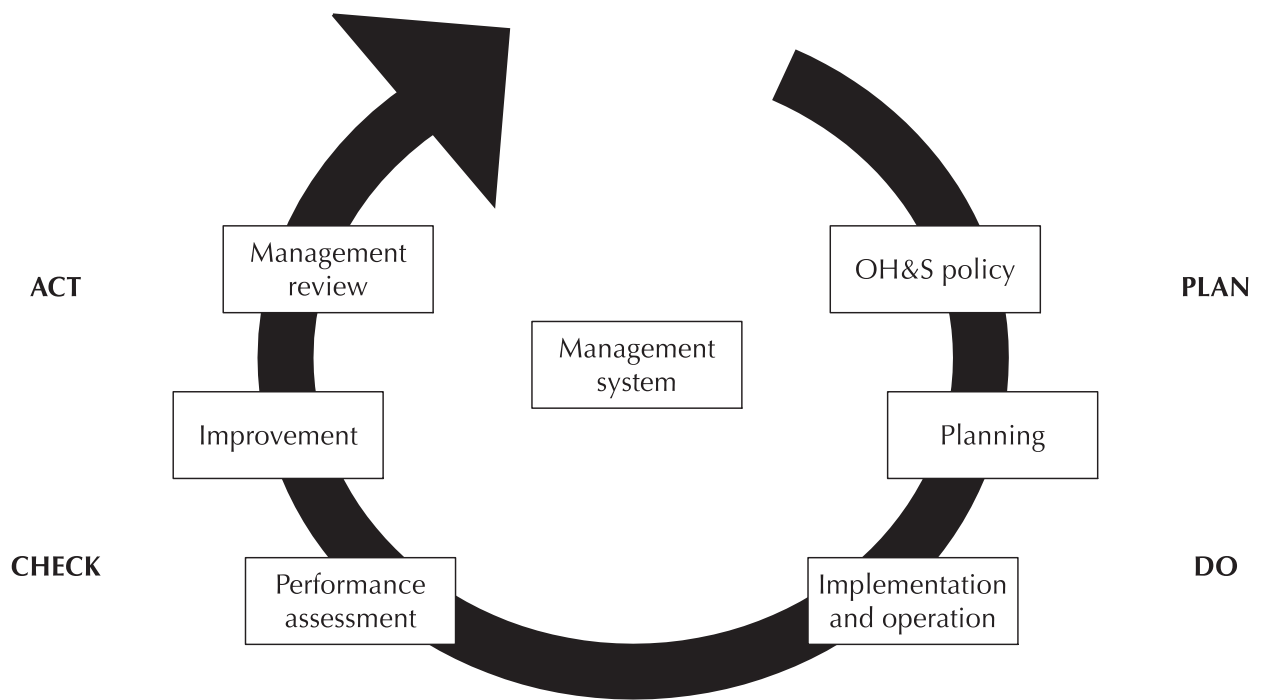 Management
review
OH&S policy
ACT
PLAN
Management
system
Improvement
Planning
CHECK
DO
Performance
assessment
Implementation
and operation